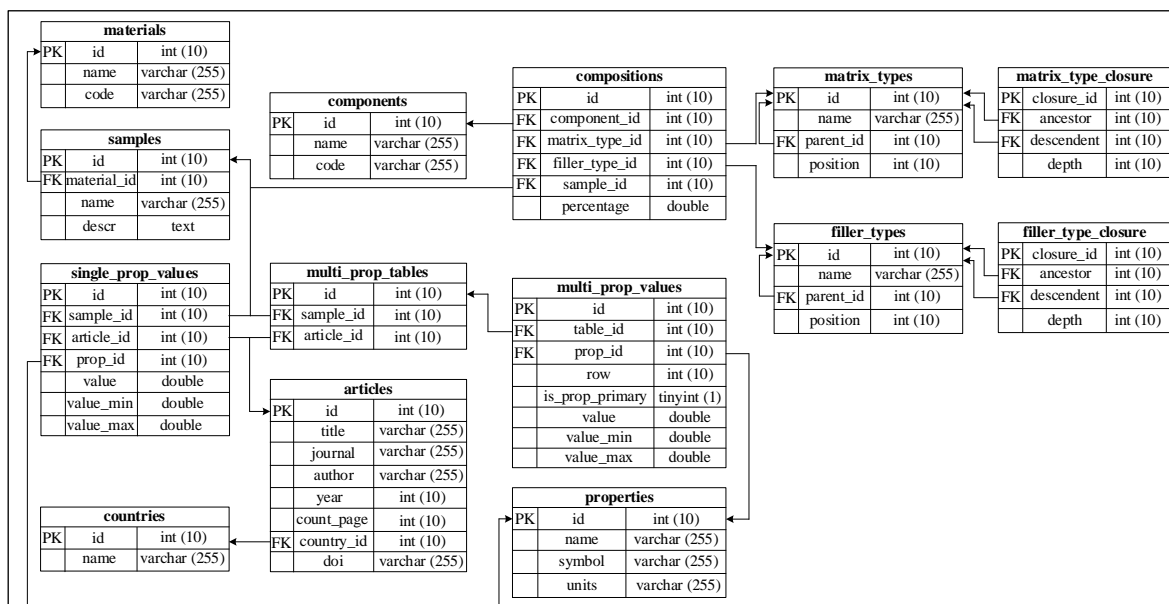 materials
PK id int (10)
name varchar (255)
code varchar (255)
samples
PK id int (10)
FK material_id int (10)
name varchar (255)
descr text
single_prop_values
PK id int (10)
FK sample_id int (10)
FK article_id int (10)
FK prop_id int (10)
value double
value_min double
value_max double
countries
PK id int (10)
name varchar (255)
components
PK id int (10)
name varchar (255)
code varchar (255)
multi_prop_tables
PK id int (10)
FK sample_id int (10)
FK article_id int (10)
articles
PK id int (10)
title varchar (255)
journal varchar (255)
author varchar (255)
year int (10)
count_page int (10)
FK country_id int (10)
doi varchar (255)
compositions
PK id int (10)
FK component_id int (10)
FK matrix_type_id int (10)
FK filler_type_id int (10)
FK sample_id int (10)
percentage double
multi_prop_values
PK id int (10)
FK table_id int (10)
FK prop_id int (10)
row int (10)
is_prop_primary tinyint (1)
value double
value_min double
value_max double
properties
PK id int (10)
name varchar (255)
symbol varchar (255)
units varchar (255)
matrix_types
PK id int (10)
name varchar (255)
FK parent_id int (10)
position int (10)
filler_types
PK id int (10)
name varchar (255)
FK parent_id int (10)
position int (10)
matrix_type_closure
PK closure_id int (10)
FK ancestor int (10)
FK descendent int (10)
depth int (10)
filler_type_closure
PK closure_id int (10)
FK ancestor int (10)
FK descendent int (10)
depth int (10)